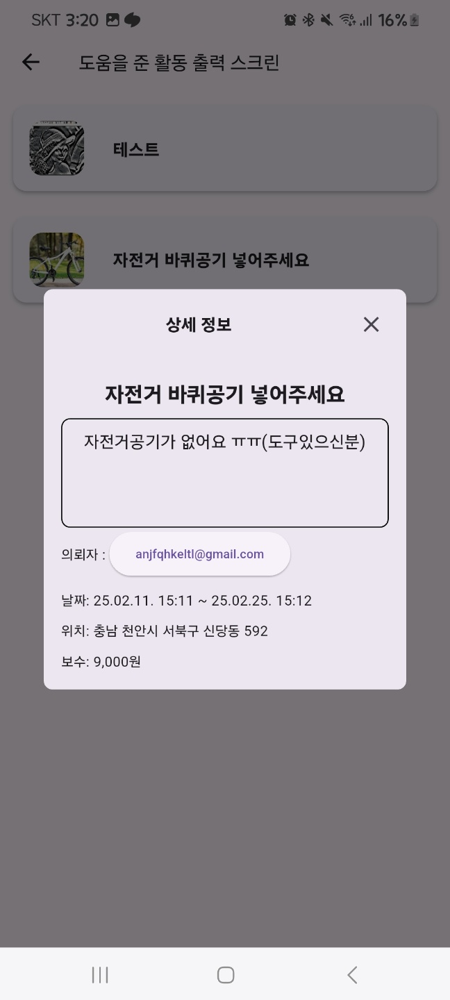 SKT 3:20 16%
도움을 준 활동 출력 스크린
테스트
자전거 바퀴공기 넣어주세요
상세 정보
자전거 바퀴공기 넣어주세요
자전거공기가 없어요 ㅠㅠ(도구있으신분)
의뢰자 : anjfqhkeltl@gmail.com
날짜: 25.02.11. 15:11 ~ 25.02.25. 15:12
위치: 충남 천안시 서북구 신당동 592
보수: 9,000원